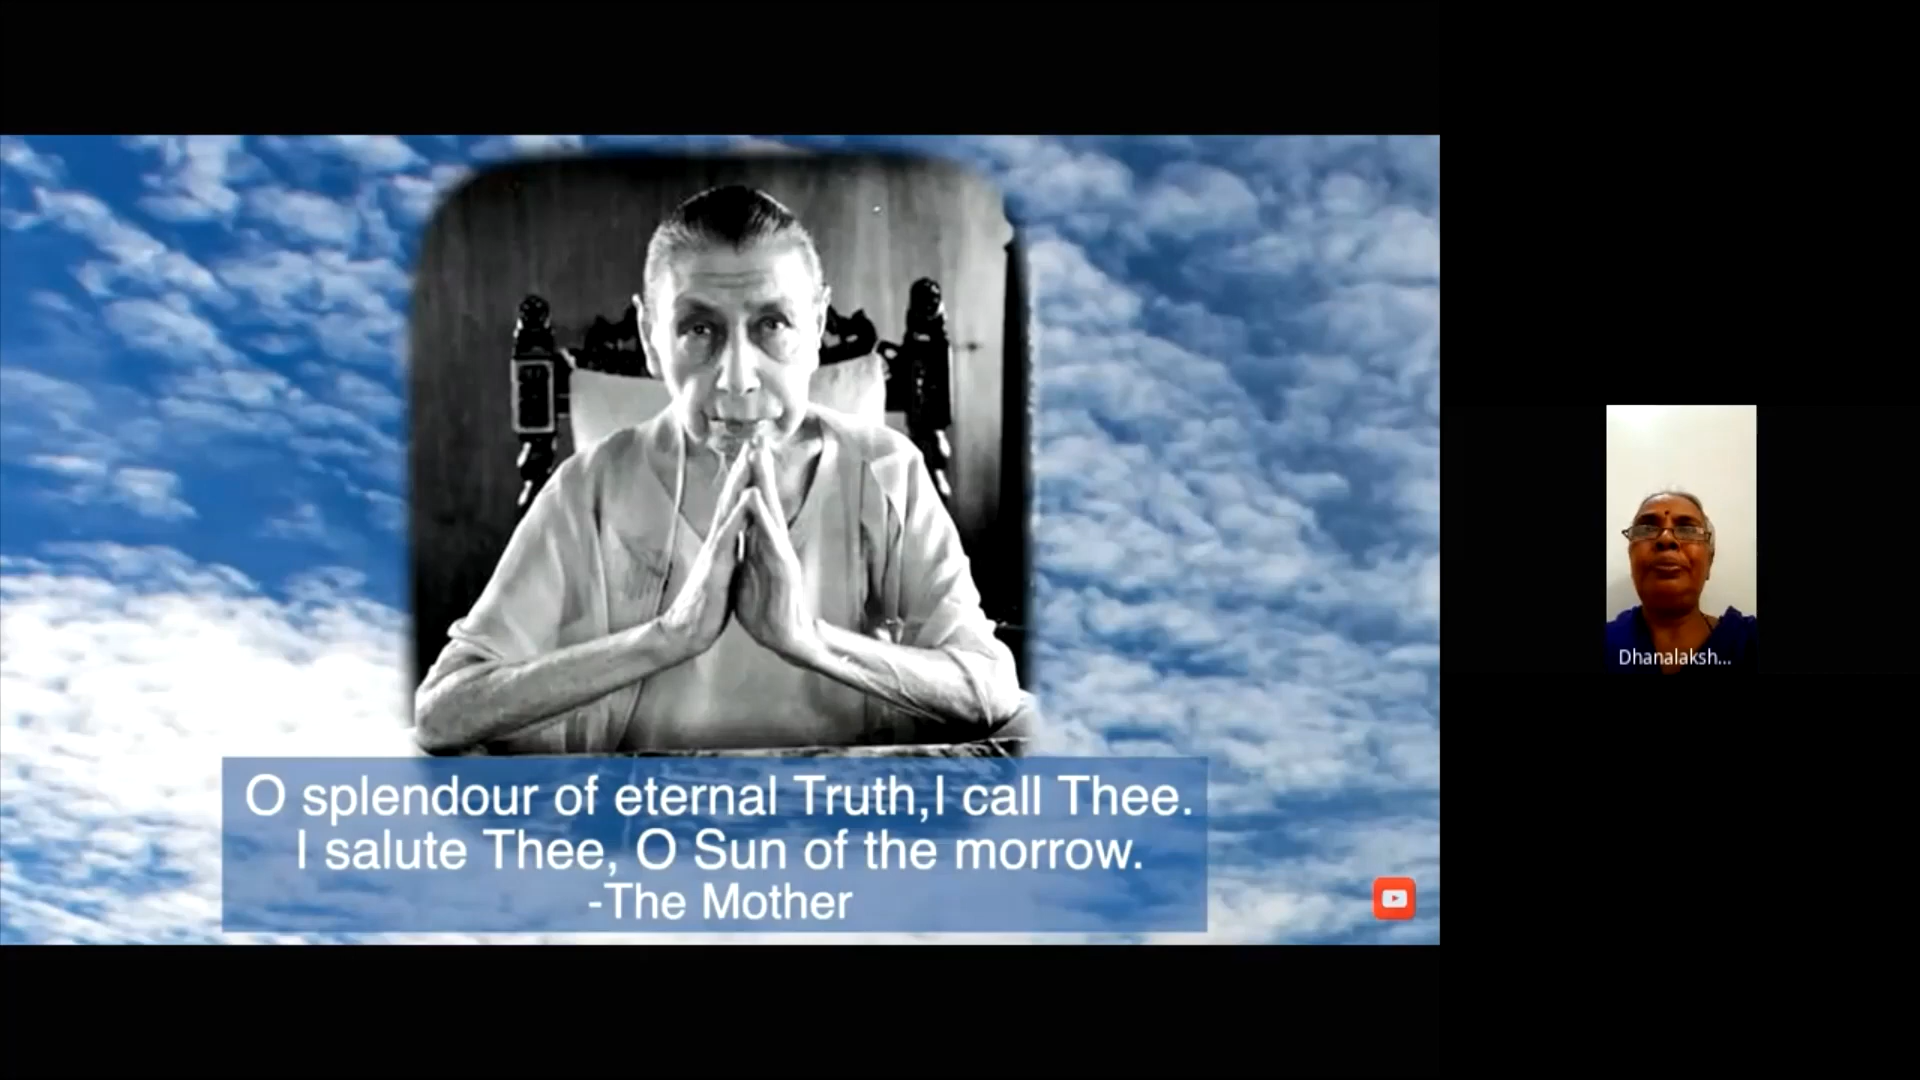 O splendour of eternal Truth,I call Thee.
I salute Thee, O Sun of the morrow.
-The Mother
Dhanalaksh...